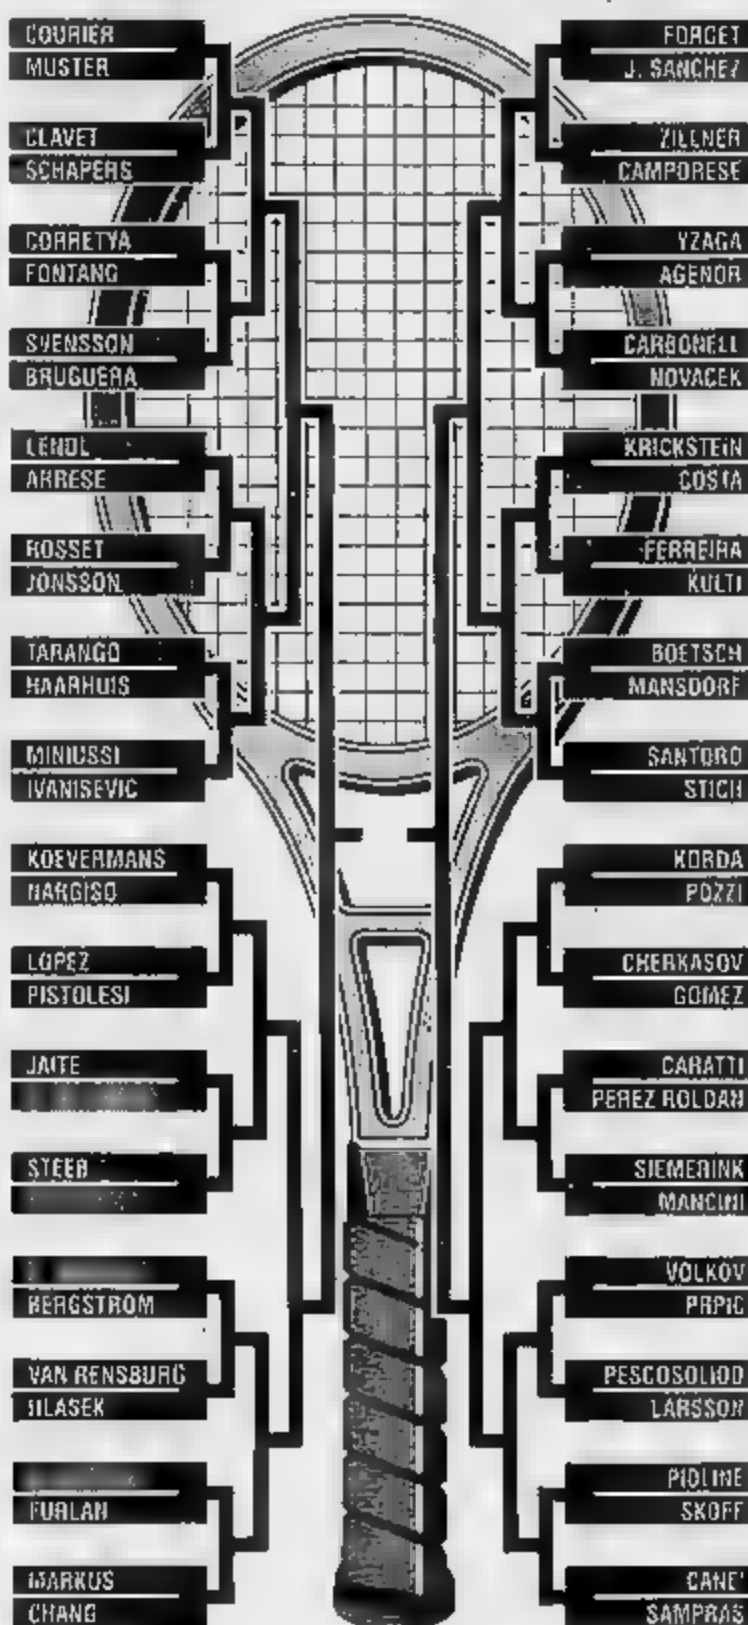 COURIER
MUSTER
CLAVET
SCHAPERS
CORRETYA
FONTANG
SVENSSON
BRUGUERA
LENDL
ARRESE
ROSSET
JONSSON
TARANGO
HAARHUIS
MINIUSSI
IVANISEVIC
KOEVERMANS
NARGISO
LOPEZ
PISTOLESI
JAITE
STEEB
BERGSTROM
VAN RENSBURG
HLASEK
FURLAN
MARKUS
CHANG
FORGET
J. SANCHEZ
ZILLNER
CAMPORESE
YZAGA
AGENOR
CARBONELL
NOVACEK
KRICKSTEIN
COSTA
FERREIRA
KULTI
BOETSCH
MANSDORF
SANTORO
STICH
KORDA
POZZI
CHERKASOV
GOMEZ
CARATTI
PEREZ ROLDAN
SIEMERINK
MANCINI
VOLKOV
PRPIC
PESCOSOLIDO
LARSSON
PIOLINE
SKOFF
CANE'
SAMPRAS